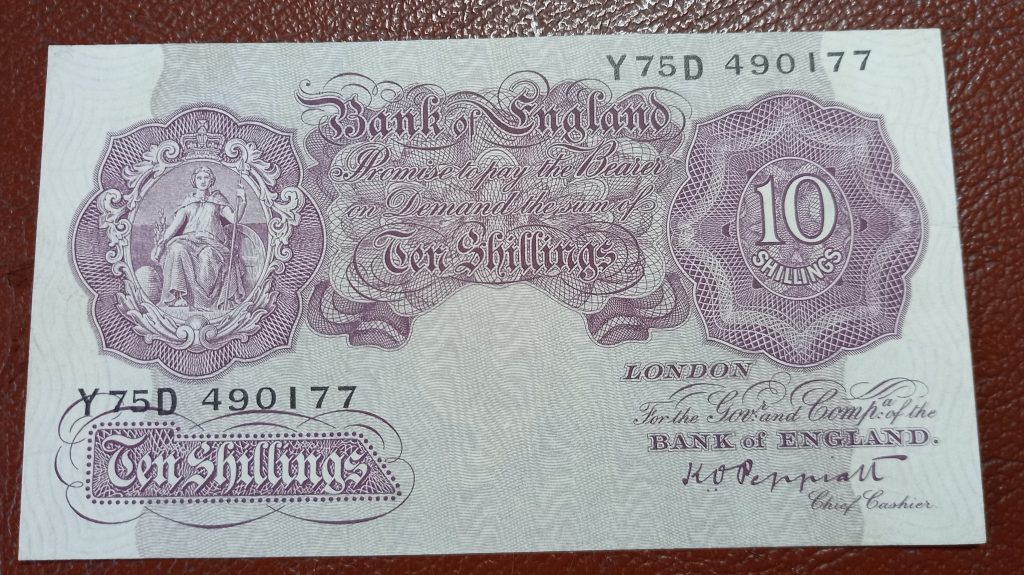 Y75D 490177
Bank of England
Promise to pay the Bearer
on Demand the sum of
Ten Shillings
10
SHILLINGS
Y75D 490177
Ten Shillings
LONDON
For the Gov.r and Comp.a of the
BANK of ENGLAND.
K O Peppiatt
Chief Cashier.